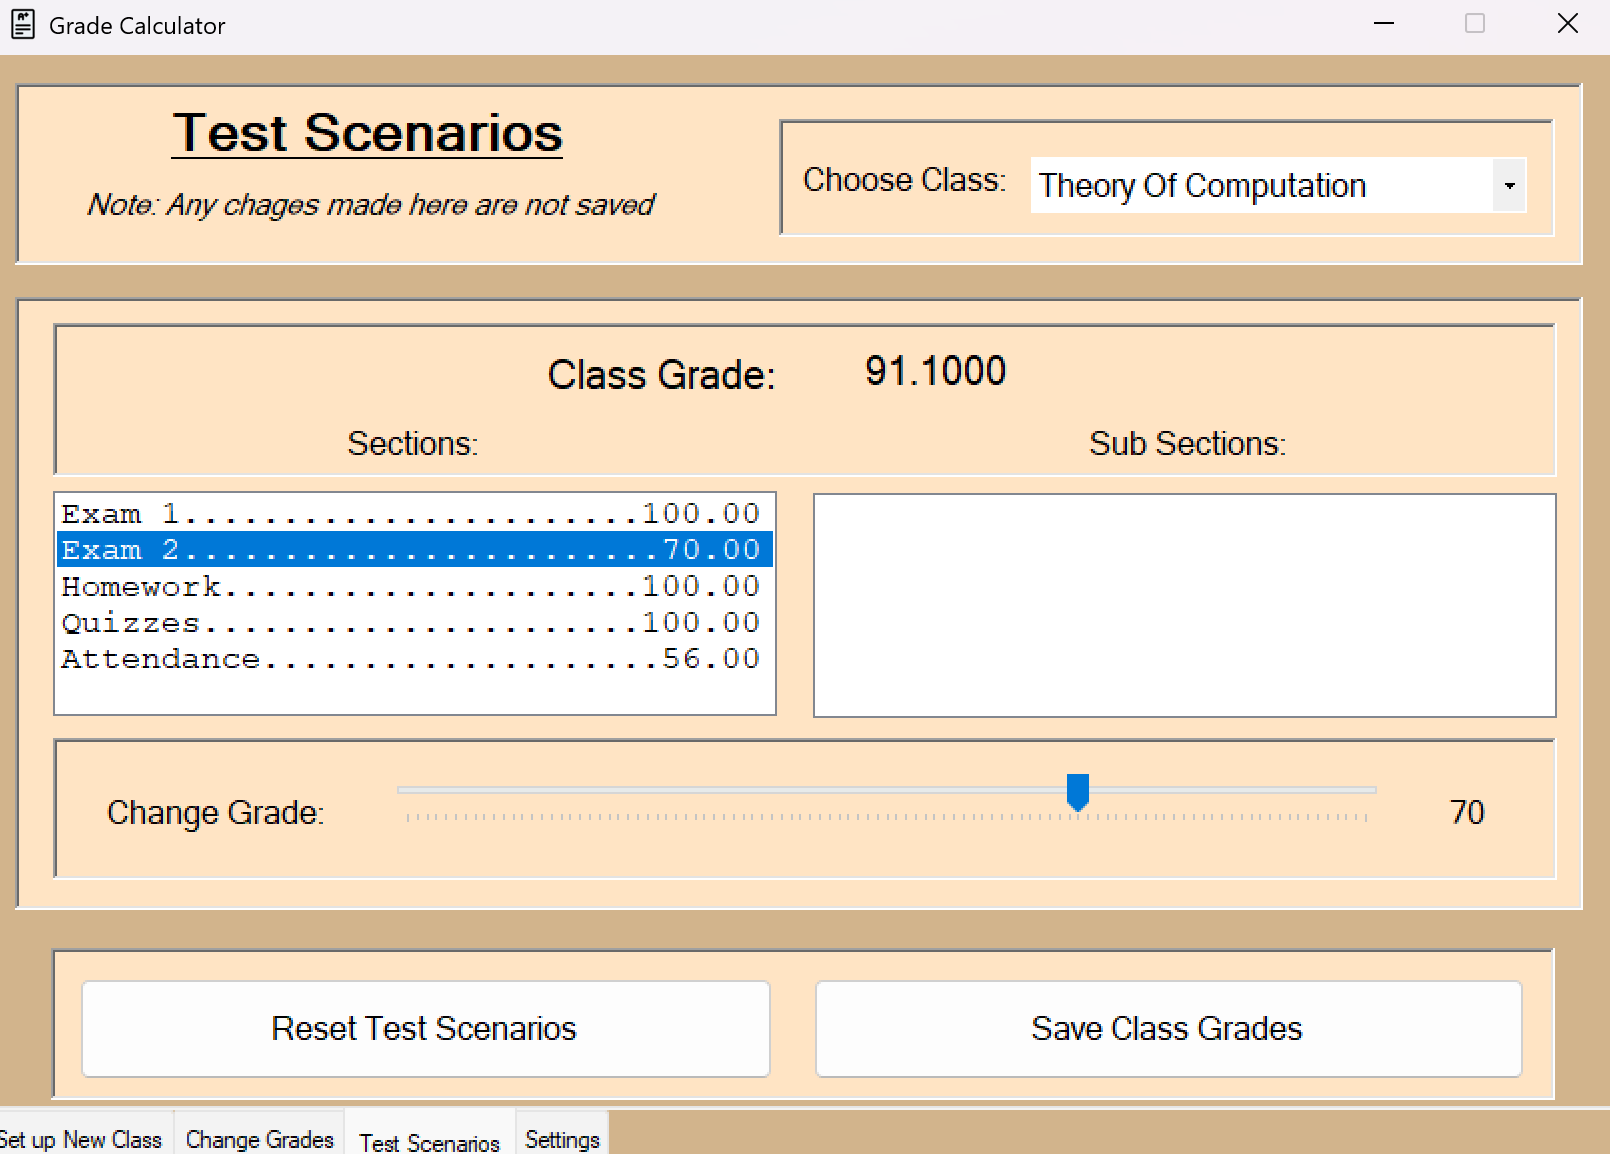 Grade Calculator
Test Scenarios
Note: Any chages made here are not saved
Choose Class: Theory Of Computation
Class Grade: 91.1000
Sections: Sub Sections:
Exam 1.......................100.00
Exam 2........................70.00
Homework.....................100.00
Quizzes......................100.00
Attendance....................56.00
Change Grade: 70
Reset Test Scenarios Save Class Grades
Set up New Class Change Grades Test Scenarios Settings